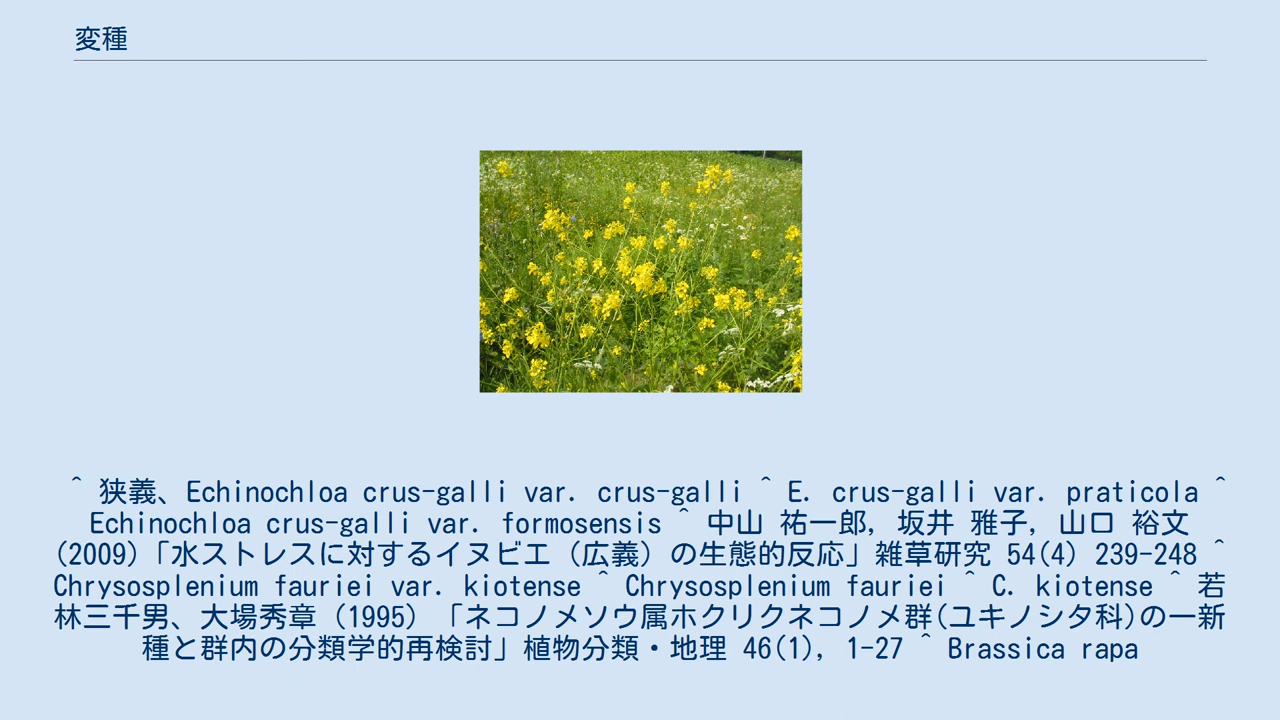 変種
^ 狭義、Echinochloa crus-galli var. crus-galli ^ E. crus-galli var. praticola ^
Echinochloa crus-galli var. formosensis ^ 中山 祐一郎, 坂井 雅子, 山口 裕文
(2009)「水ストレスに対するイヌビエ（広義）の生態的反応」雑草研究 54(4) 239-248 ^
Chrysosplenium fauriei var. kiotense ^ Chrysosplenium fauriei ^ C. kiotense ^ 若
林三千男、大場秀章（1995）「ネコノメソウ属ホクリクネコノメ群(ユキノシタ科)の一新
種と群内の分類学的再検討」植物分類・地理 46(1), 1-27 ^ Brassica rapa